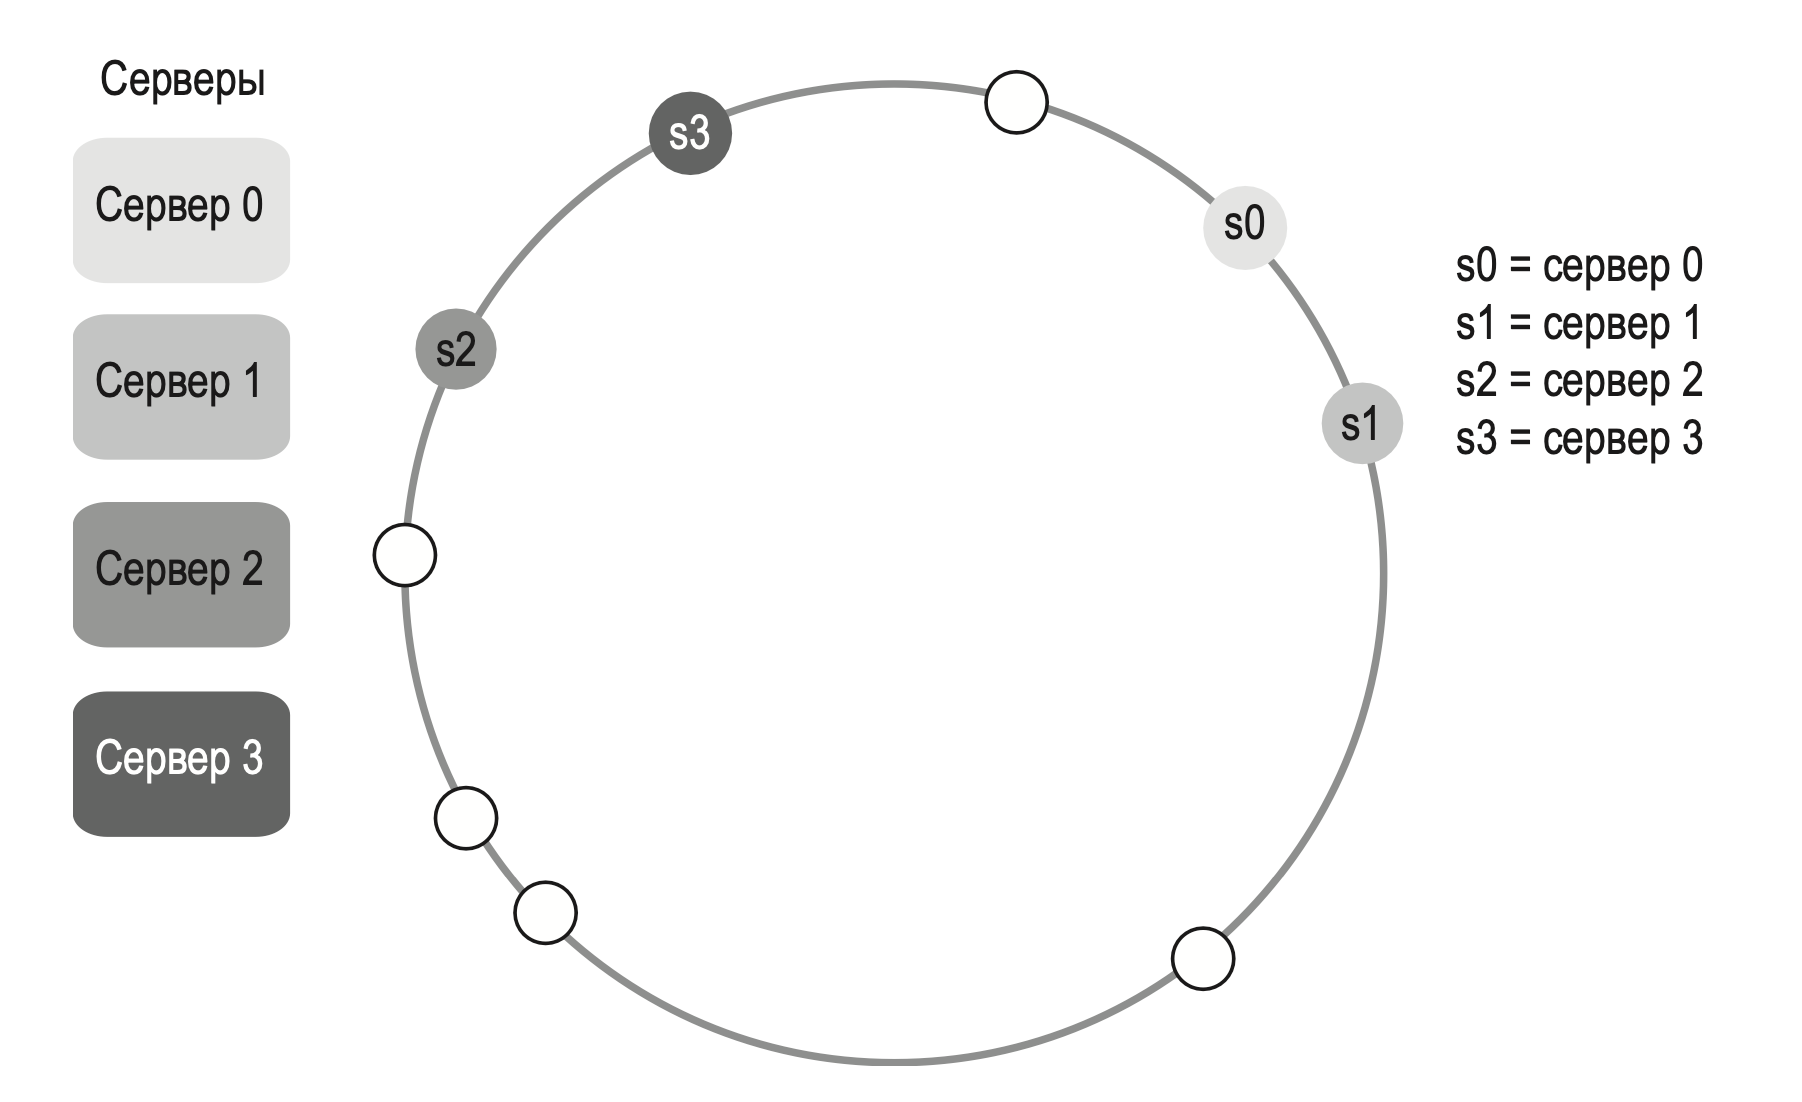 Серверы
Сервер 0
Сервер 1
Сервер 2
Сервер 3
s3
s0
s2
s1
s0 = сервер 0
s1 = сервер 1
s2 = сервер 2
s3 = сервер 3